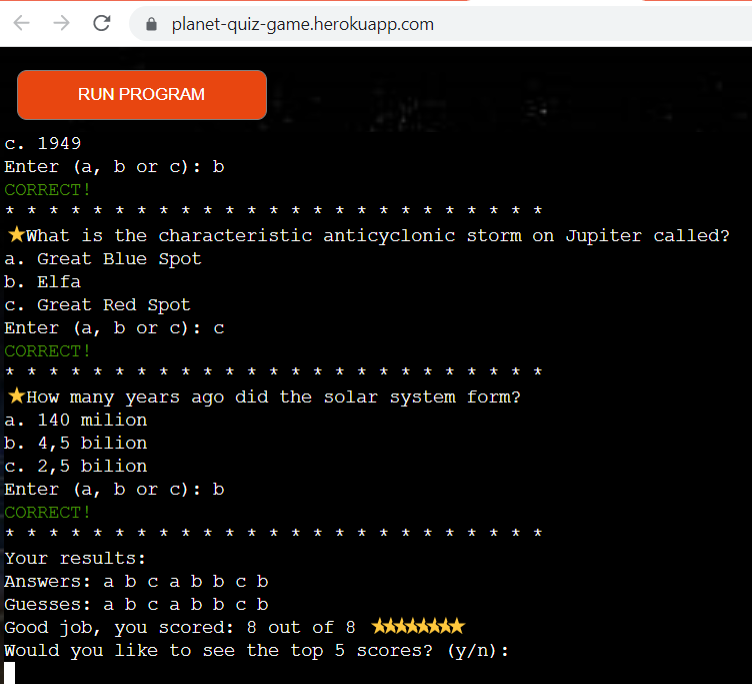 planet-quiz-game.herokuapp.com
RUN PROGRAM
c. 1949
Enter (a, b or c): b
CORRECT!
* * * * * * * * * * * * * * * * * * * * * * * * *
⭐What is the characteristic anticyclonic storm on Jupiter called?
a. Great Blue Spot
b. Elfa
c. Great Red Spot
Enter (a, b or c): c
CORRECT!
* * * * * * * * * * * * * * * * * * * * * * * * *
⭐How many years ago did the solar system form?
a. 140 milion
b. 4,5 bilion
c. 2,5 bilion
Enter (a, b or c): b
CORRECT!
* * * * * * * * * * * * * * * * * * * * * * * * *
Your results:
Answers: a b c a b b c b
Guesses: a b c a b b c b
Good job, you scored: 8 out of 8 ⭐⭐⭐⭐⭐⭐⭐⭐
Would you like to see the top 5 scores? (y/n):